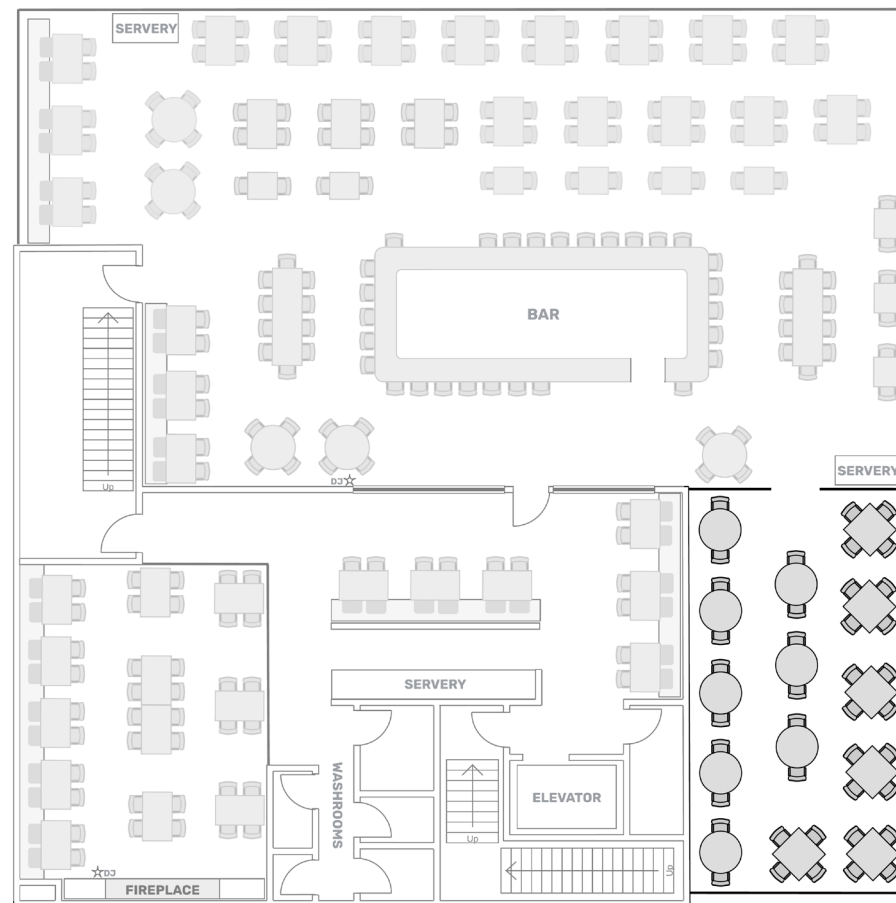 SERVERY
BAR
Up
DJ
SERVERY
SERVERY
WASHROOMS
ELEVATOR
Up
Up
DJ
FIREPLACE